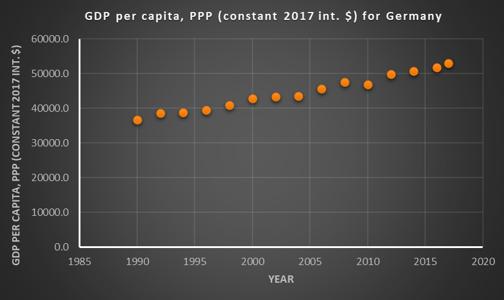 GDP per capita, PPP (constant 2017 int. $) for Germany
GDP PER CAPITA, PPP (CONSTANT 2017 INT. $)
60000.0
50000.0
40000.0
30000.0
20000.0
10000.0
0.0
1985 1990 1995 2000 2005 2010 2015 2020
YEAR